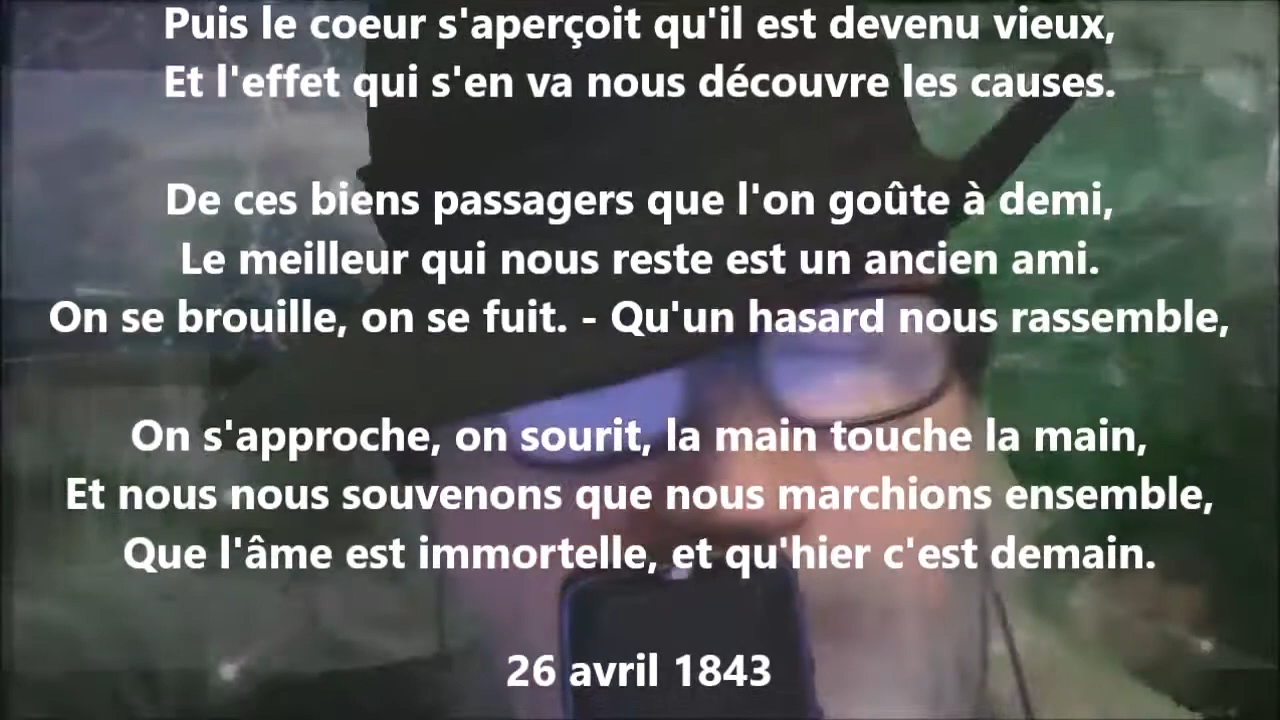 Puis le coeur s'aperçoit qu'il est devenu vieux,
Et l'effet qui s'en va nous découvre les causes.
De ces biens passagers que l'on goûte à demi,
Le meilleur qui nous reste est un ancien ami.
On se brouille, on se fuit. - Qu'un hasard nous rassemble,
On s'approche, on sourit, la main touche la main,
Et nous nous souvenons que nous marchions ensemble,
Que l'âme est immortelle, et qu'hier c'est demain.
26 avril 1843